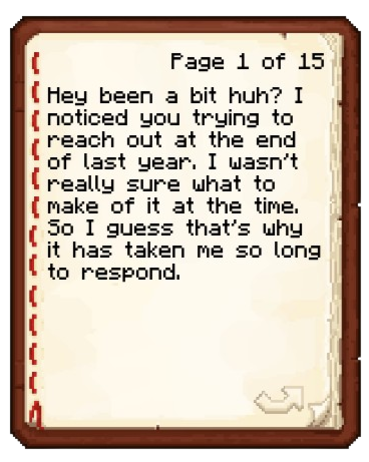 Page 1 of 15
Hey been a bit huh? I
noticed you trying to
reach out at the end
of last year. I wasn't
really sure what to
make of it at the time.
So I guess that's why
it has taken me so long
to respond.